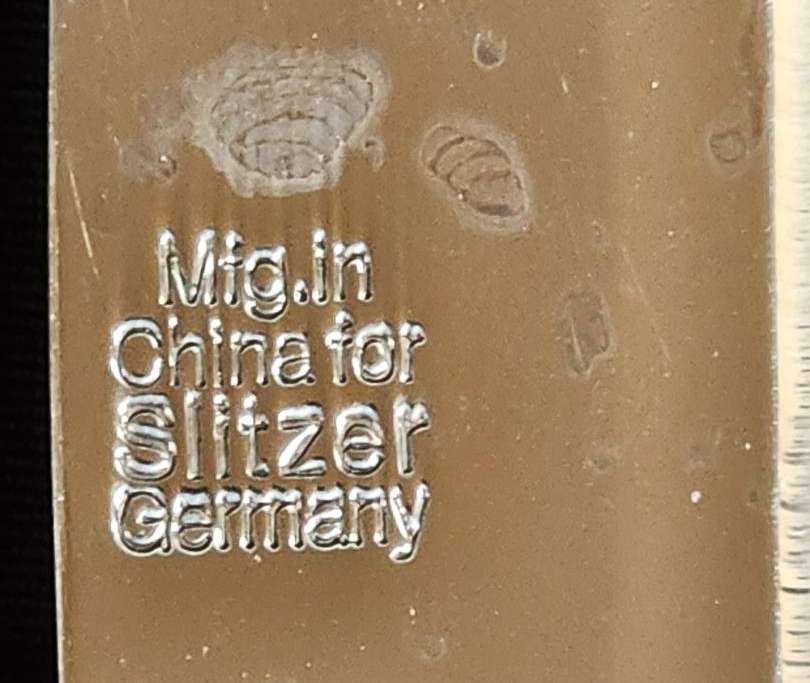 Mfg.in
China for
Slitzer
Germany